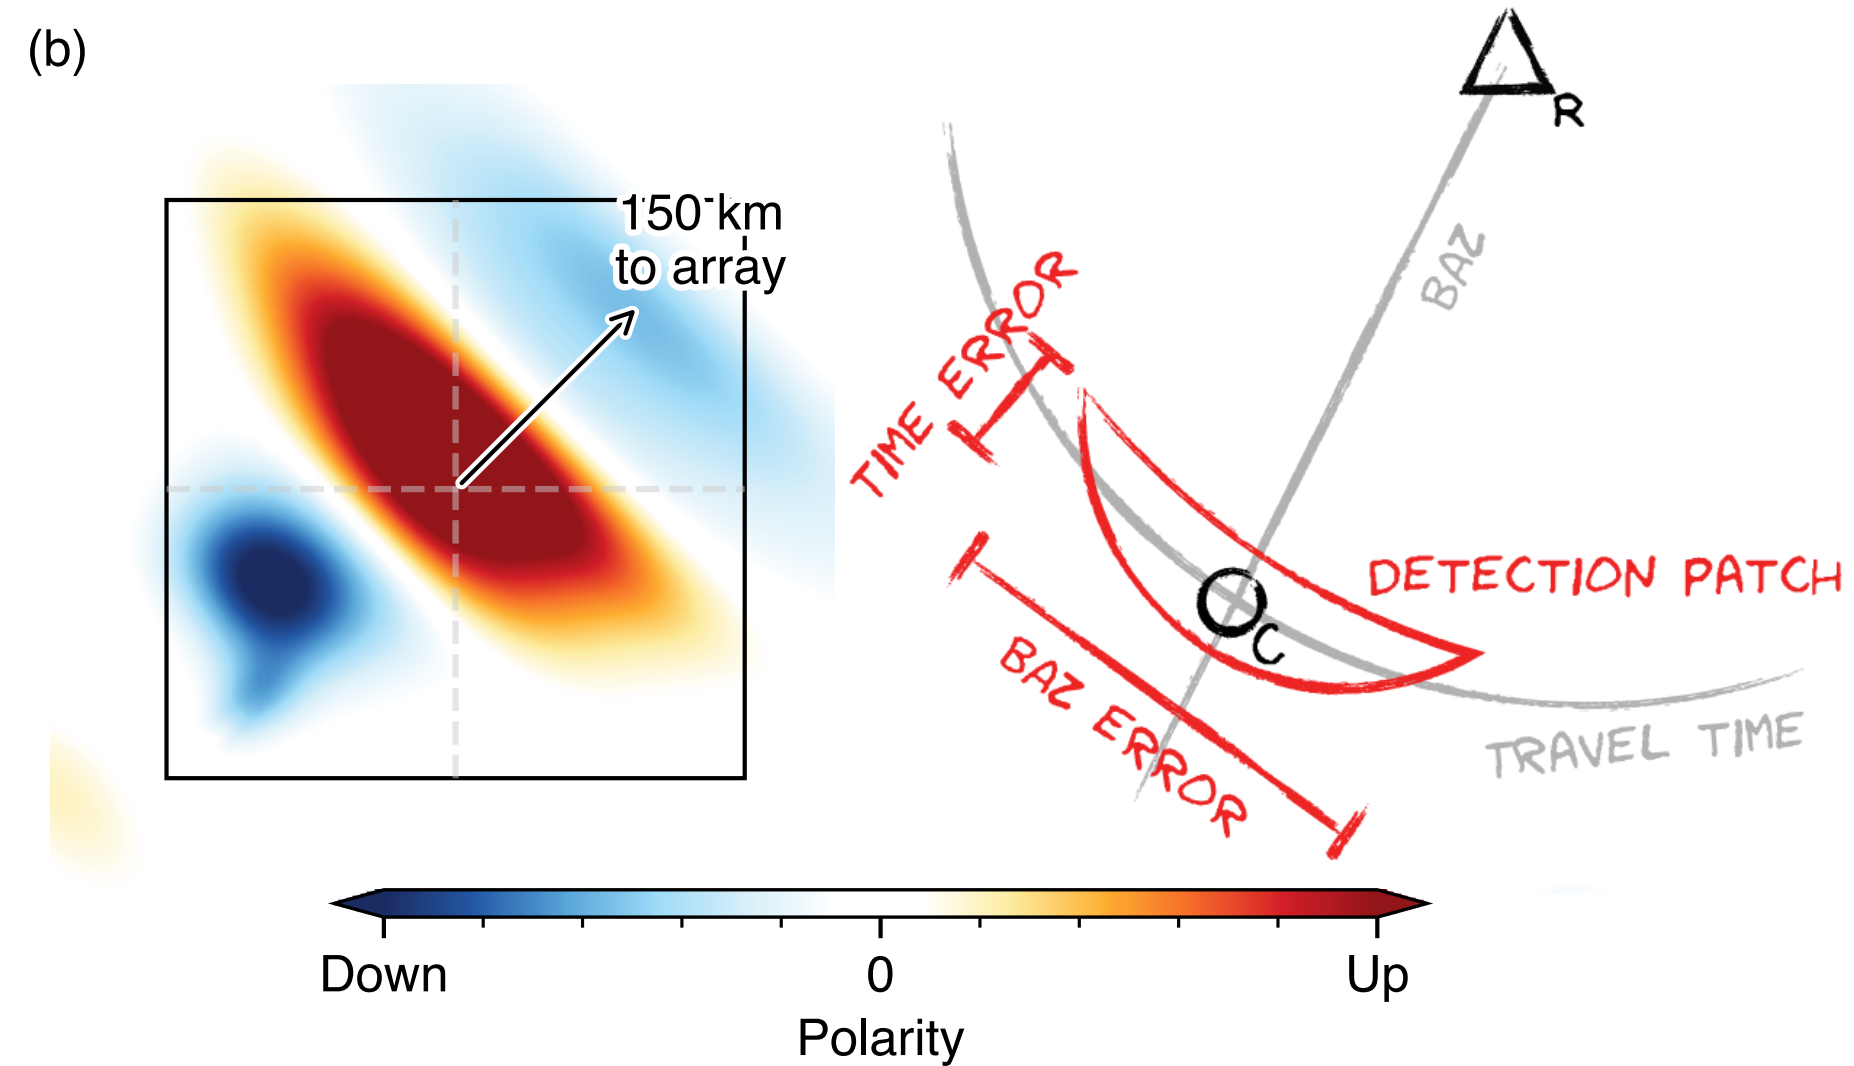 (b)
150 km
to array
R
BAZ
TIME ERROR
DETECTION PATCH
C
BAZ ERROR
TRAVEL TIME
Down
0
Up
Polarity